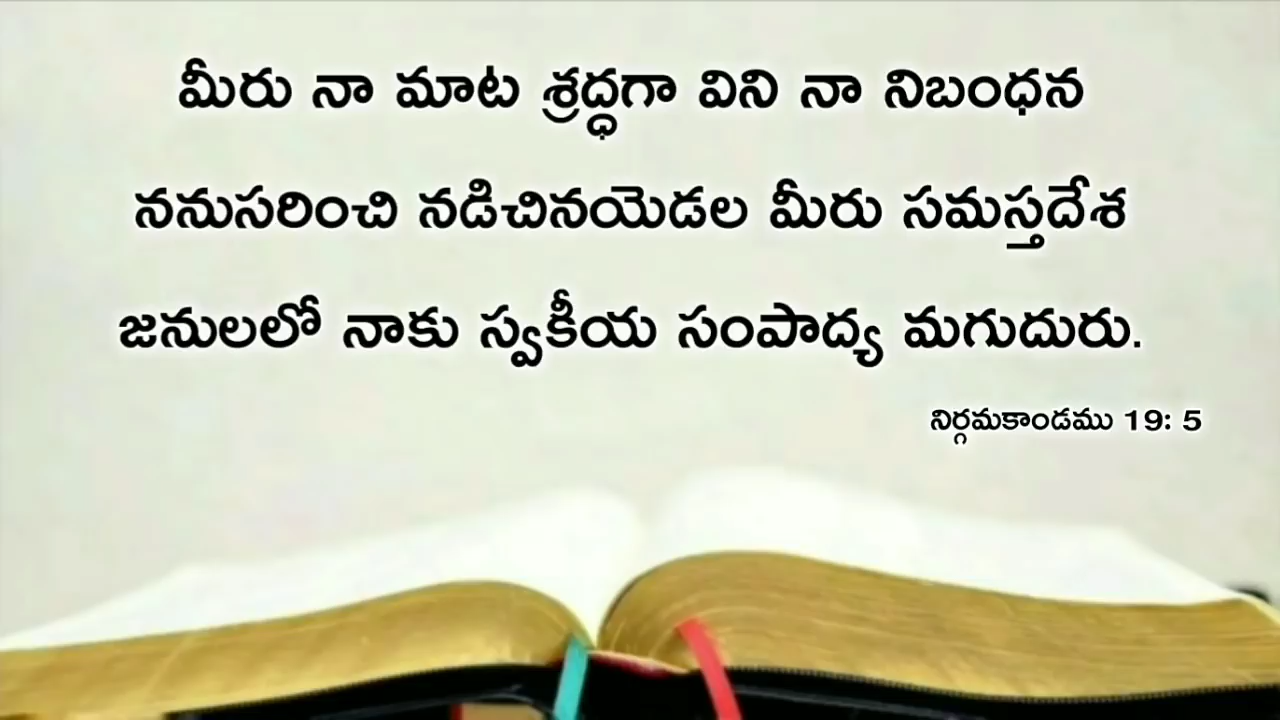 మీరు నా మాట శ్రద్ధగా విని నా నిబంధన
ననుసరించి నడిచినయెడల మీరు సమస్తదేశ
జనులలో నాకు స్వకీయ సంపాద్య మగుదురు.
నిర్గమకాండము 19: 5